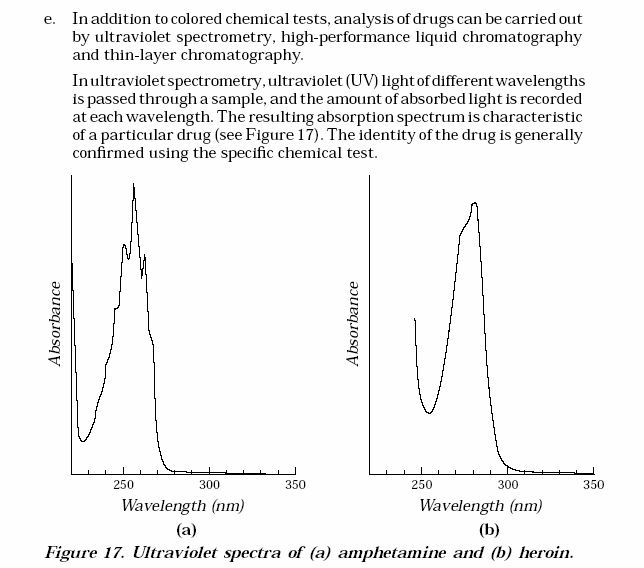 e. In addition to colored chemical tests, analysis of drugs can be carried out
by ultraviolet spectrometry, high-performance liquid chromatography
and thin-layer chromatography.
In ultraviolet spectrometry, ultraviolet (UV) light of different wavelengths
is passed through a sample, and the amount of absorbed light is recorded
at each wavelength. The resulting absorption spectrum is characteristic
of a particular drug (see Figure 17). The identity of the drug is generally
confirmed using the specific chemical test.
Absorbance
250 300 350
Wavelength (nm)
(a)
Absorbance
250 300 350
Wavelength (nm)
(b)
Figure 17. Ultraviolet spectra of (a) amphetamine and (b) heroin.